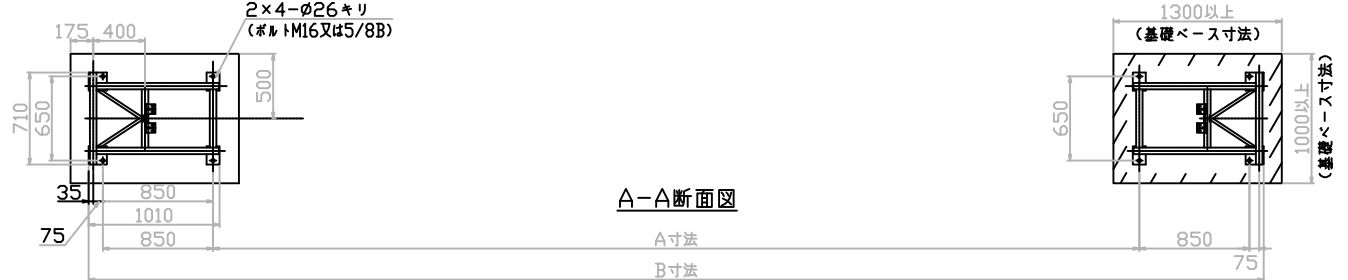 2×4-Ø26キリ
(ボルトM16又は5/8B)
175
400
500
710
650
35
75
850
1010
850
A-A断面図
A寸法
B寸法
1300以上
(基礎ベース寸法)
650
1000以上
(基礎ベース寸法)
850
75